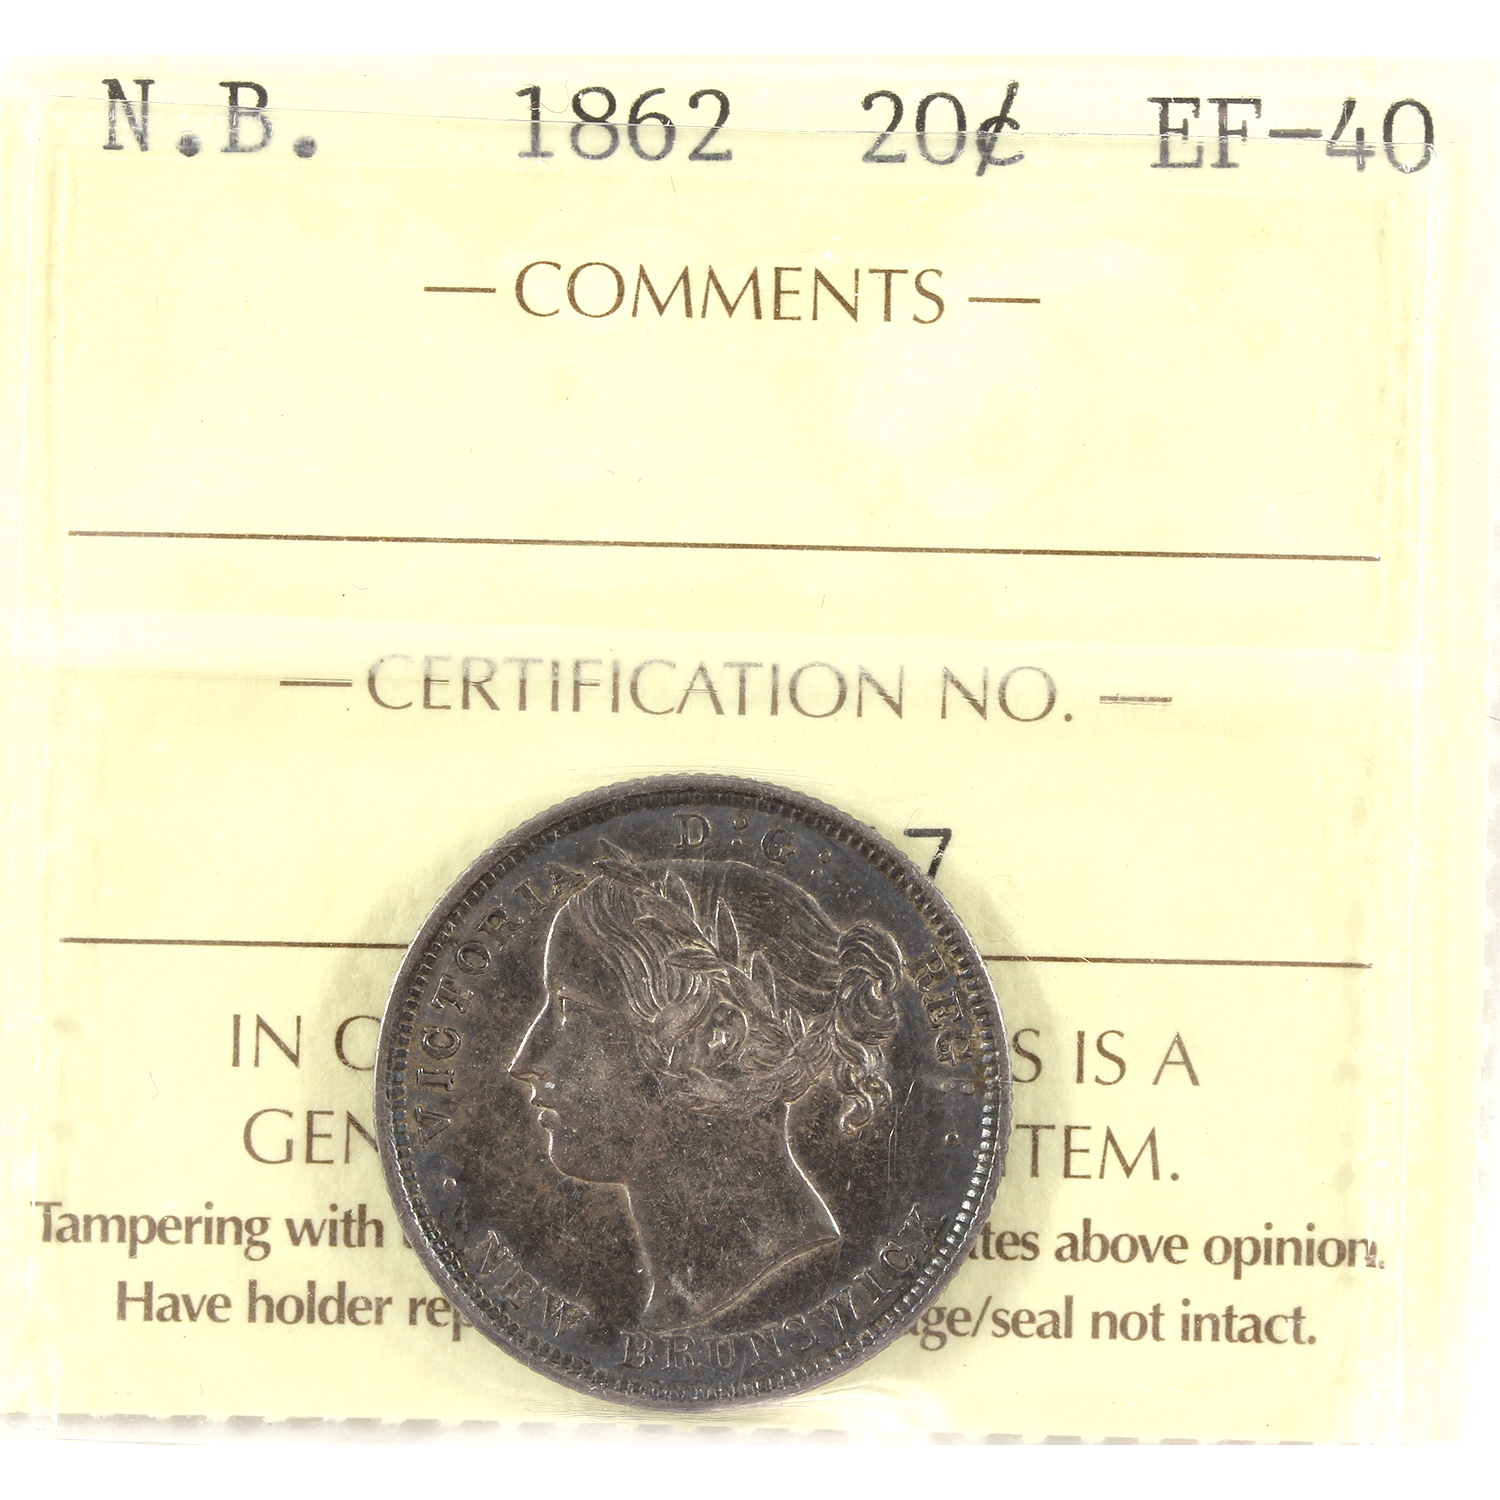 N.B. 1862 20¢ EF-40
— COMMENTS —
— CERTIFICATION NO. —
7
VICTORIA D:G: REG:
NEW BRUNSWICK
IN S IS A
GEN ITEM.
Tampering with above opinion.
Have holder /seal not intact.